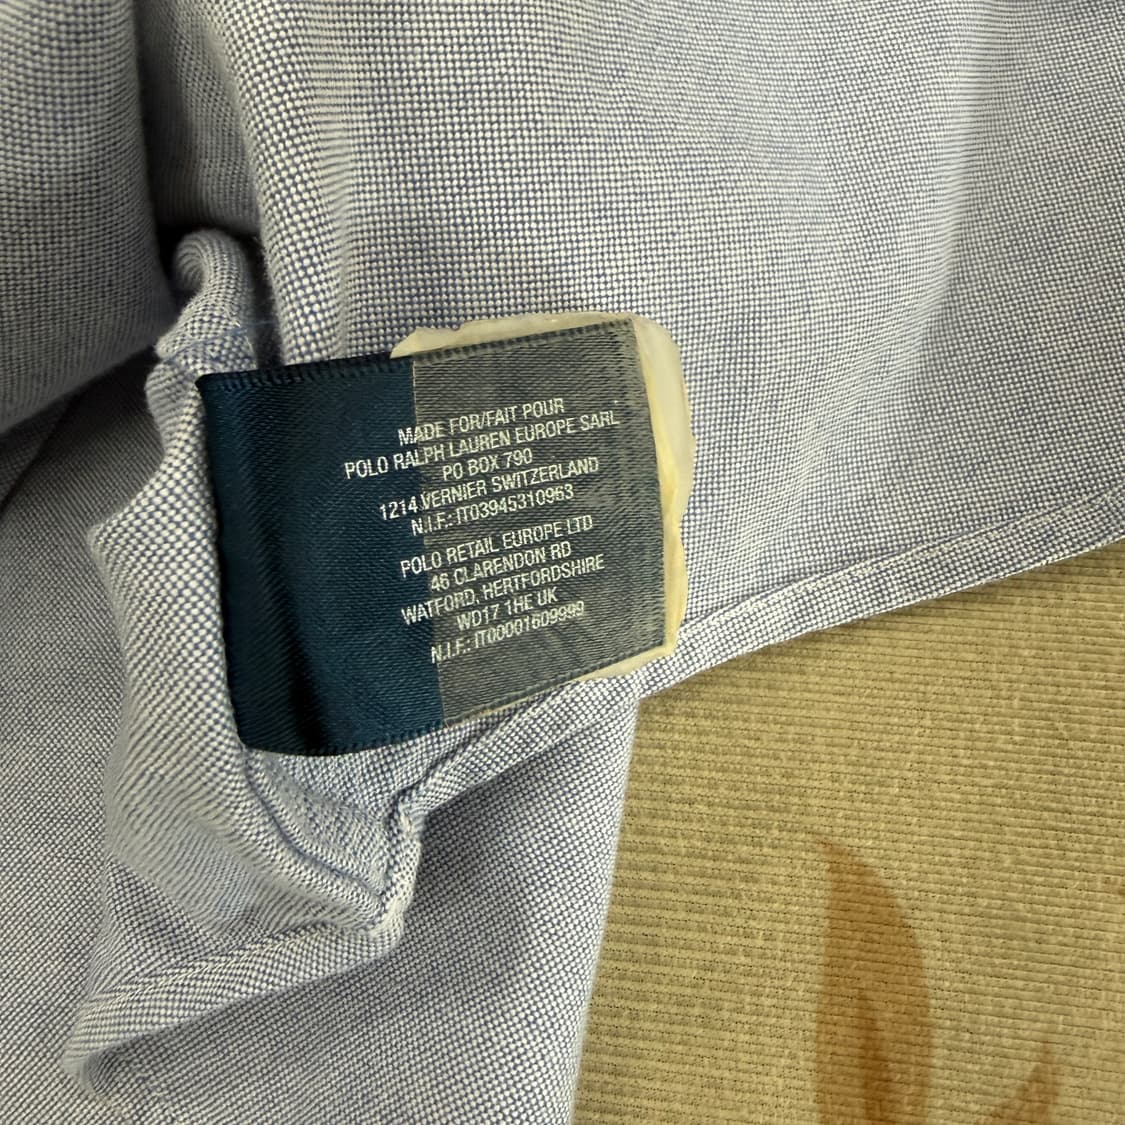 MADE FOR/FAIT POUR
POLO RALPH LAUREN EUROPE SARL
PO BOX 790
1214 VERNIER SWITZERLAND
N.I.F.: IT03945310963
POLO RETAIL EUROPE LTD
46 CLARENDON RD
WATFORD, HERTFORDSHIRE
WD17 1HE UK
N.I.F.: IT00001609999